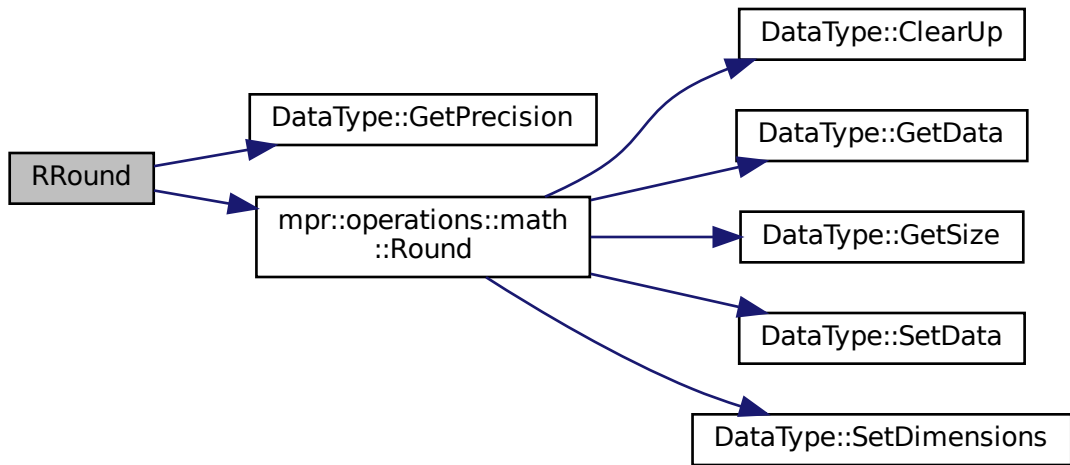 RRound
DataType::GetPrecision
mpr::operations::math
::Round
DataType::ClearUp
DataType::GetData
DataType::GetSize
DataType::SetData
DataType::SetDimensions